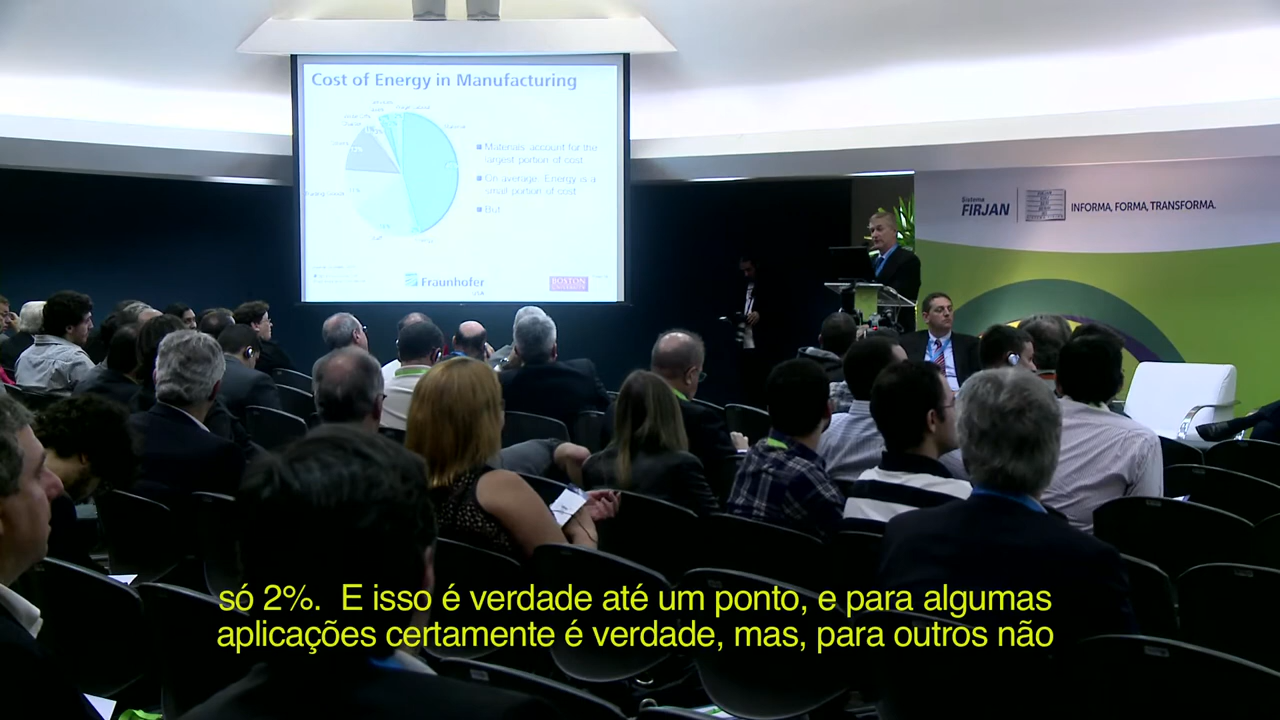 Cost of Energy in Manufacturing
Materials account for the
largest portion of cost
On average, Energy is a
small portion of cost
But
Fraunhofer
USA
BOSTON
UNIVERSITY
Sistema
FIRJAN
INFORMA, FORMA, TRANSFORMA.
só 2%. E isso é verdade até um ponto, e para algumas
aplicações certamente é verdade, mas, para outros não